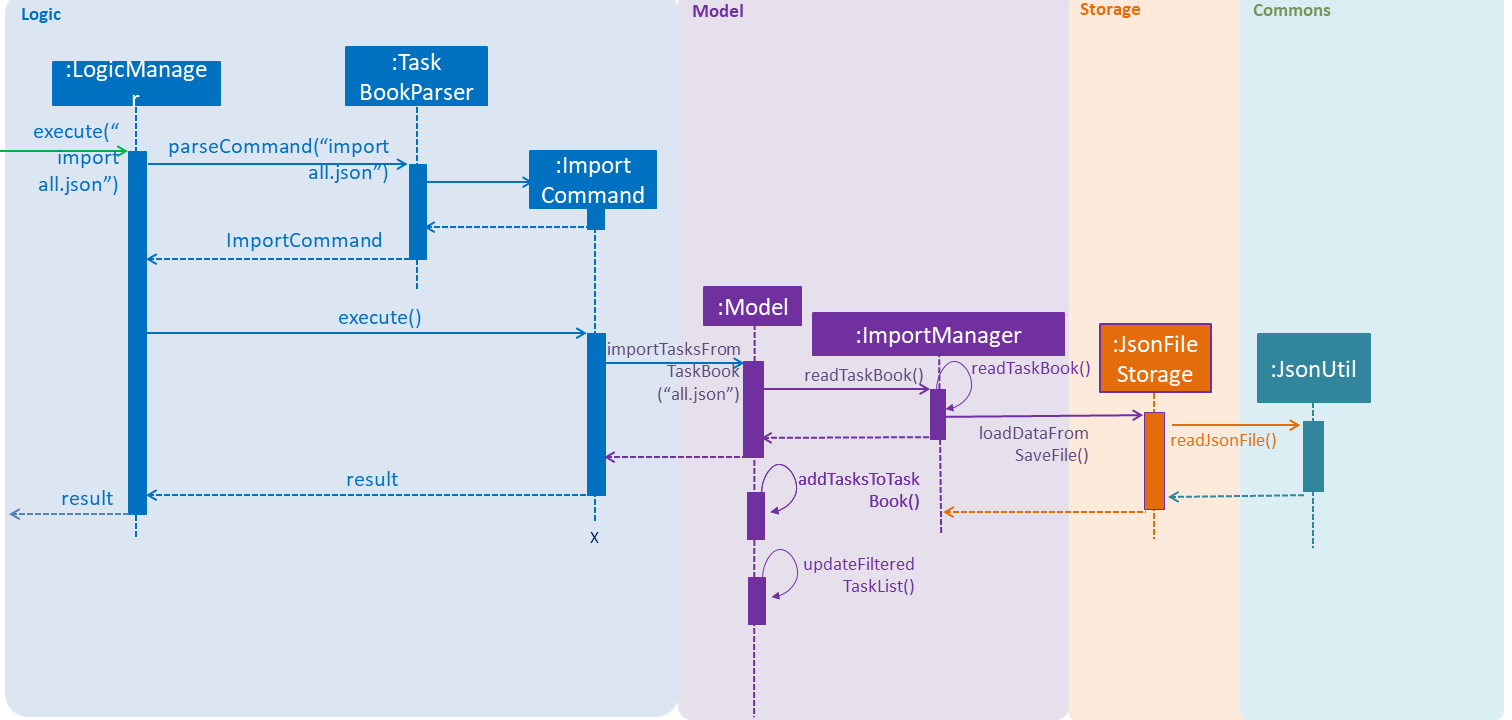 Logic
Model
Storage
Commons
:LogicManage
r
:Task
BookParser
execute(“
import
all.json”)
parseCommand(“import
all.json”)
:Import
Command
ImportCommand
execute()
:Model
:ImportManager
:JsonFile
Storage
:JsonUtil
importTasksFrom
TaskBook
(“all.json”)
readTaskBook()
readTaskBook()
loadDataFrom
SaveFile()
readJsonFile()
result
result
addTasksToTask
Book()
x
updateFiltered
TaskList()